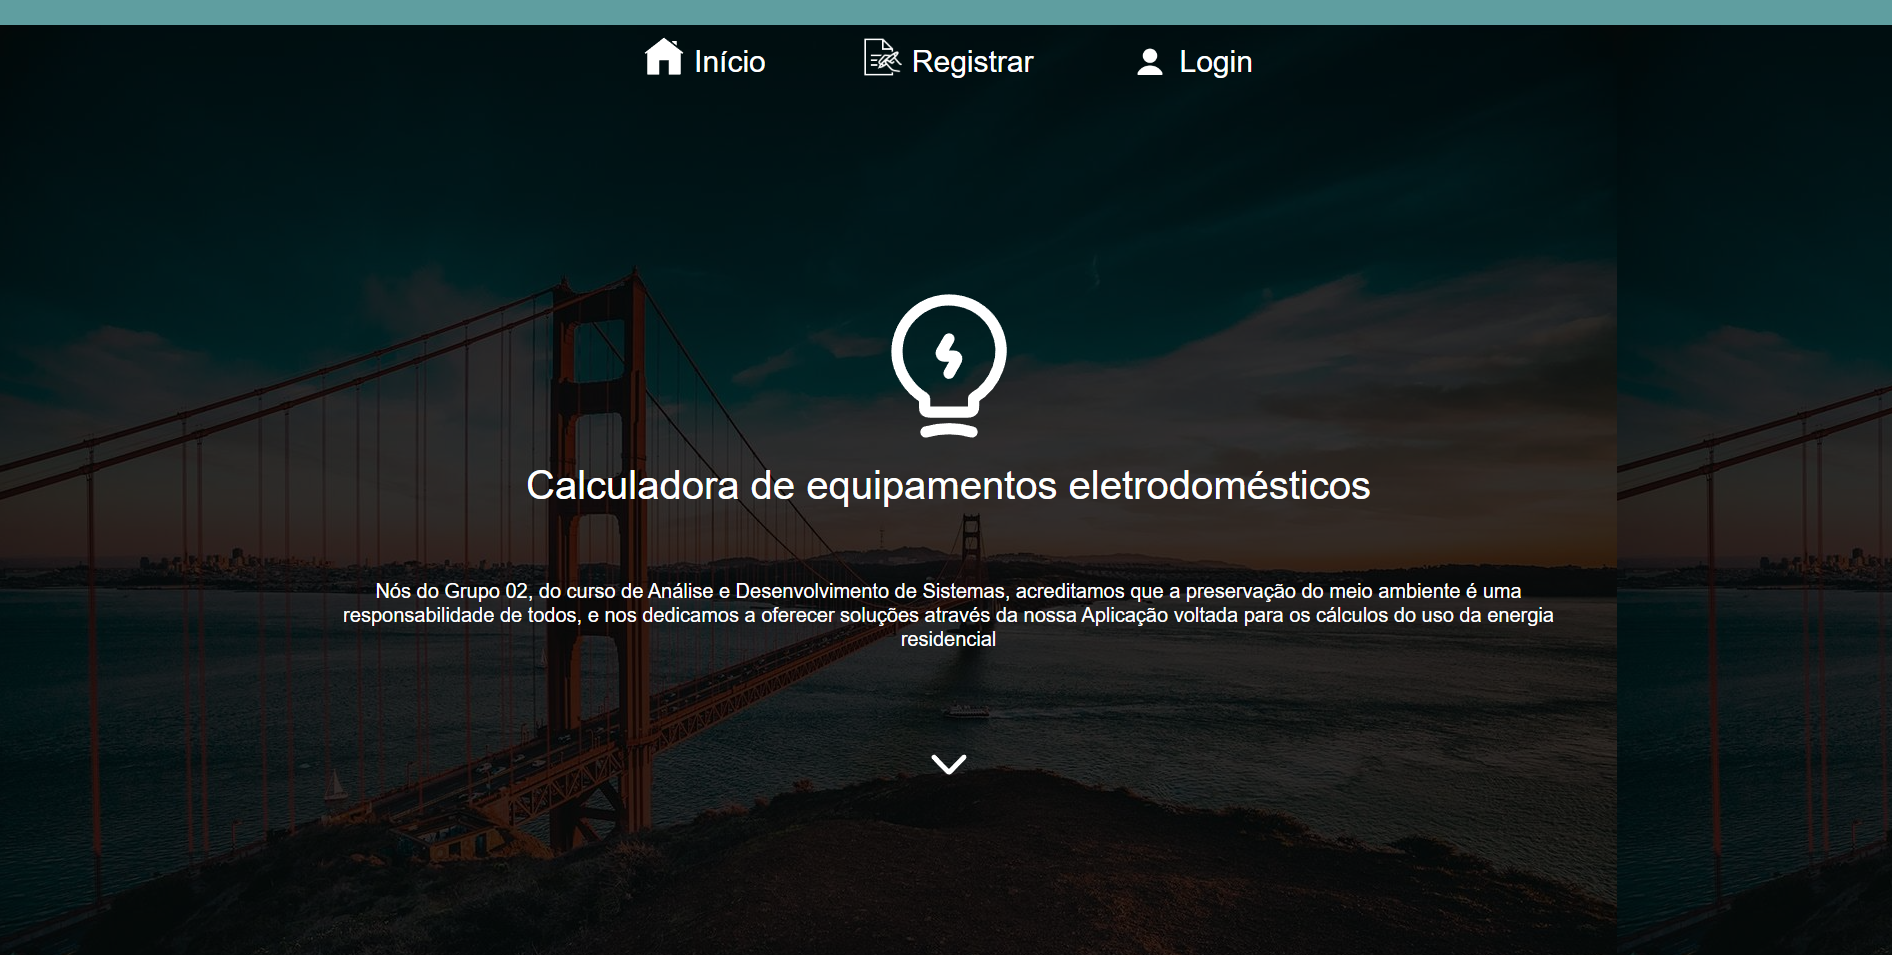 Início
Registrar
Login
Calculadora de equipamentos eletrodomésticos
Nós do Grupo 02, do curso de Análise e Desenvolvimento de Sistemas, acreditamos que a preservação do meio ambiente é uma
responsabilidade de todos, e nos dedicamos a oferecer soluções através da nossa Aplicação voltada para os cálculos do uso da energia
residencial